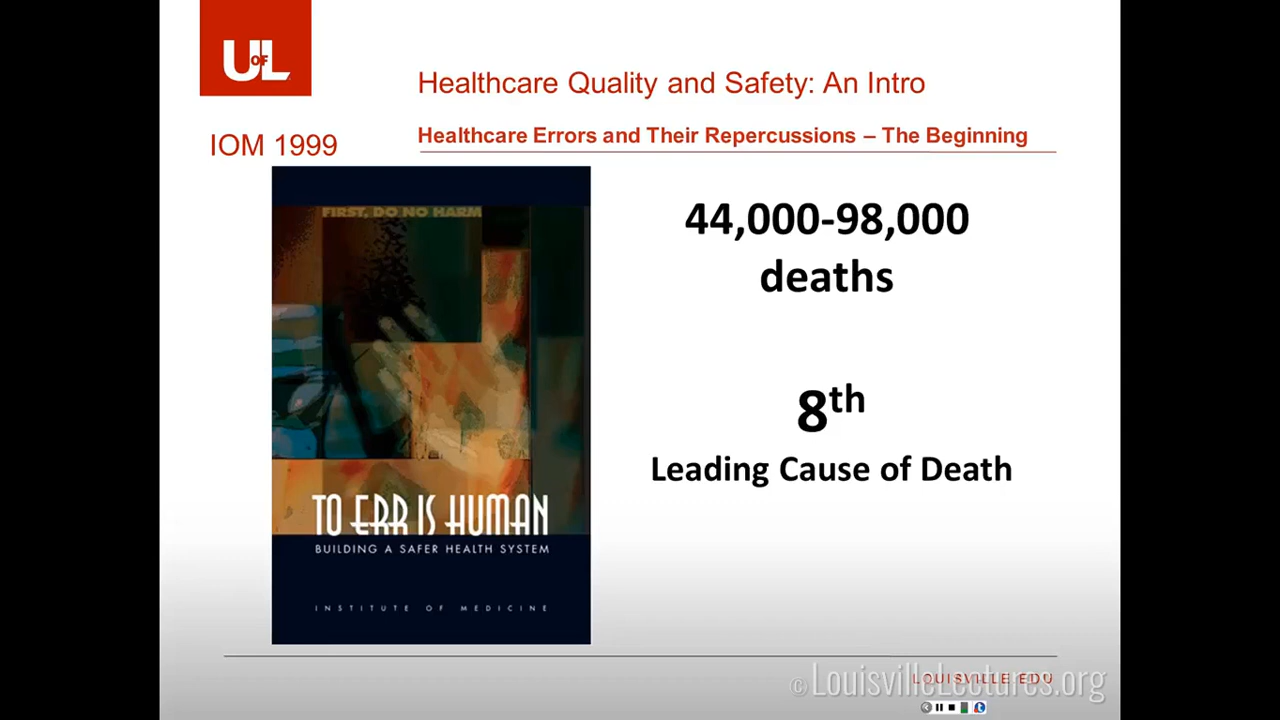 U OF L
Healthcare Quality and Safety: An Intro
Healthcare Errors and Their Repercussions – The Beginning
IOM 1999
FIRST, DO NO HARM
TO ERR IS HUMAN
BUILDING A SAFER HEALTH SYSTEM
INSTITUTE OF MEDICINE
44,000-98,000
deaths
8th
Leading Cause of Death
LOUISVILLE.EDU
© LouisvilleLectures.org